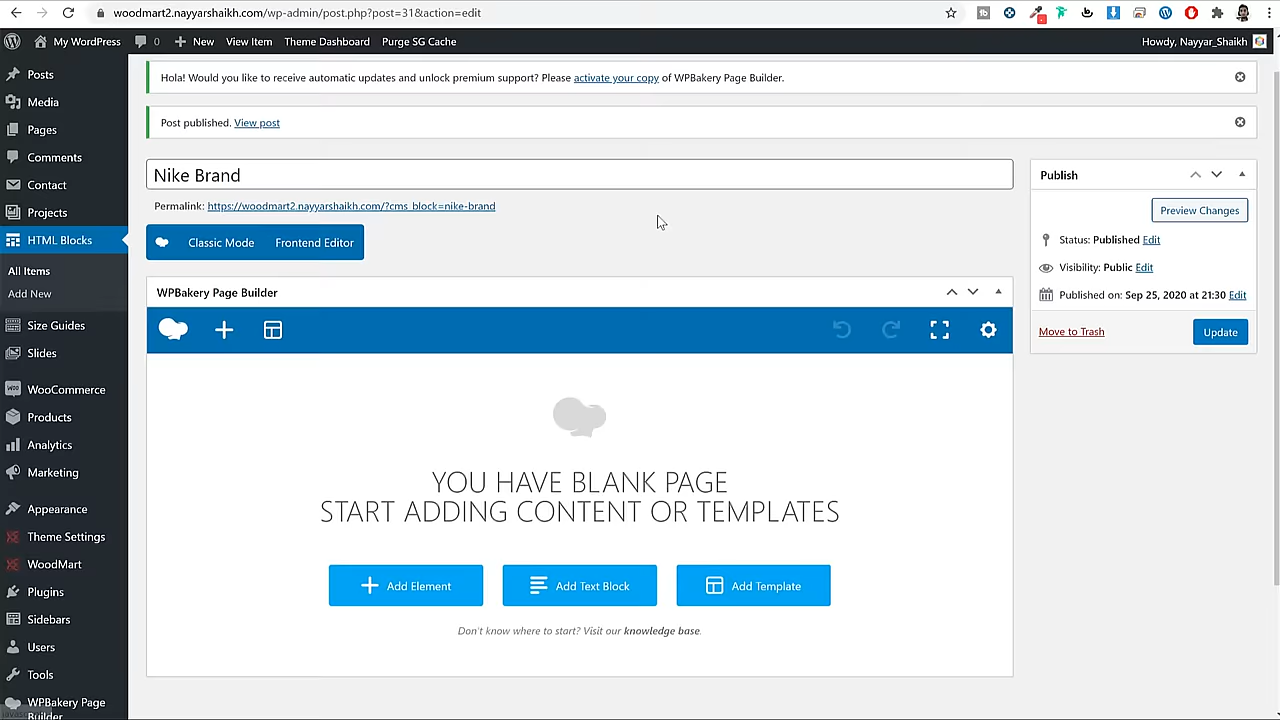 woodmart2.nayyarshaikh.com/wp-admin/post.php?post=31&action=edit
My WordPress 0 New View Item Theme Dashboard Purge SG Cache Howdy, Nayyar_Shaikh
Posts
Media
Pages
Comments
Contact
Projects
HTML Blocks
All Items
Add New
Size Guides
Slides
WooCommerce
Products
Analytics
Marketing
Appearance
Theme Settings
WoodMart
Plugins
Sidebars
Users
Tools
WPBakery Page
Builder
Hola! Would you like to receive automatic updates and unlock premium support? Please activate your copy of WPBakery Page Builder.
Post published. View post
Nike Brand
Permalink: https://woodmart2.nayyarshaikh.com/?cms_block=nike-brand
Classic Mode Frontend Editor
WPBakery Page Builder
YOU HAVE BLANK PAGE
START ADDING CONTENT OR TEMPLATES
Add Element Add Text Block Add Template
Don't know where to start? Visit our knowledge base.
Publish
Preview Changes
Status: Published Edit
Visibility: Public Edit
Published on: Sep 25, 2020 at 21:30 Edit
Move to Trash Update